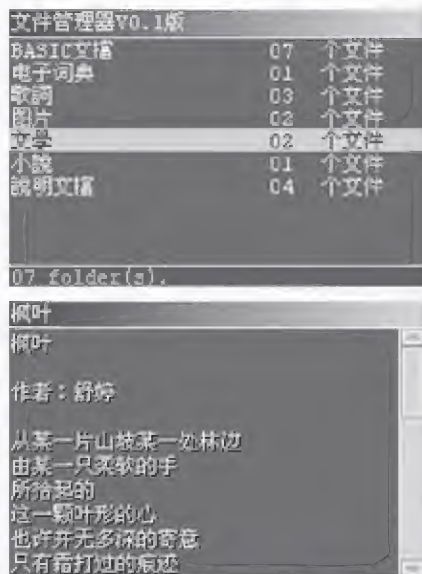 文件管理器V0.1版
BASIC文檔 07 个文件
电子词典 01 个文件
歌詞 03 个文件
图片 02 个文件
文學 02 个文件
小說 01 个文件
說明文檔 04 个文件
07 folder(s).
枫叶
枫叶
作者：舒婷
从某一片山坡某一处林边
由某一只柔软的手
所拾起的
这一颗叶形的心
也许并无多深的寄意
只有霜打过的痕迹